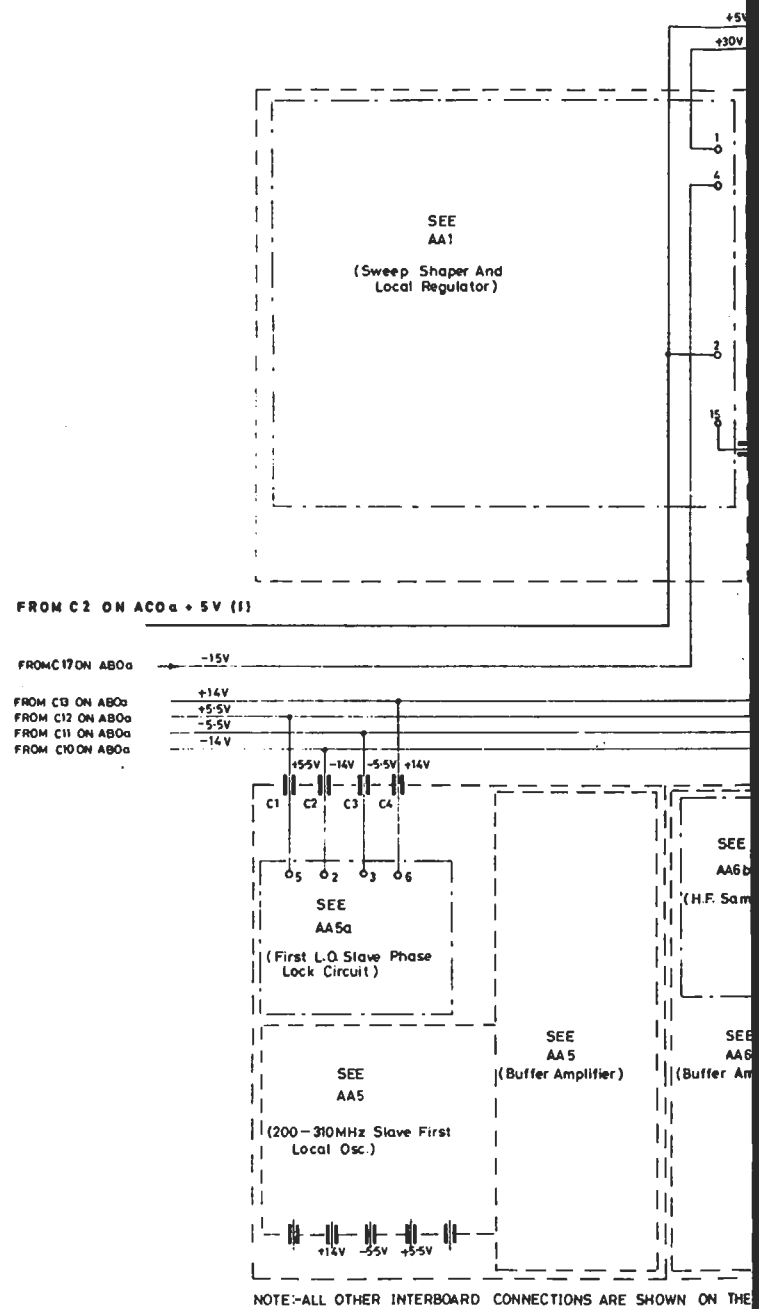 +5V
+30V
1
4
SEE
AA1
(Sweep Shaper And
Local Regulator)
2
15
FROM C2 ON ACOa + 5V (I)
FROM C17 ON ABOa -15V
FROM C13 ON ABOa +14V
FROM C12 ON ABOa +5·5V
FROM C11 ON ABOa -5·5V
FROM C10 ON ABOa -14V
+5·5V -14V -5·5V +14V
C1 C2 C3 C4
5 2 3 6
SEE
AA5a
(First L.O. Slave Phase
Lock Circuit)
SEE
AA6b
(H.F. Sam
SEE
AA5
(Buffer Amplifier)
SEE
AA6
(Buffer Am
SEE
AA5
(200-310MHz Slave First
Local Osc.)
+14V -5·5V +5·5V
NOTE:-ALL OTHER INTERBOARD CONNECTIONS ARE SHOWN ON THE